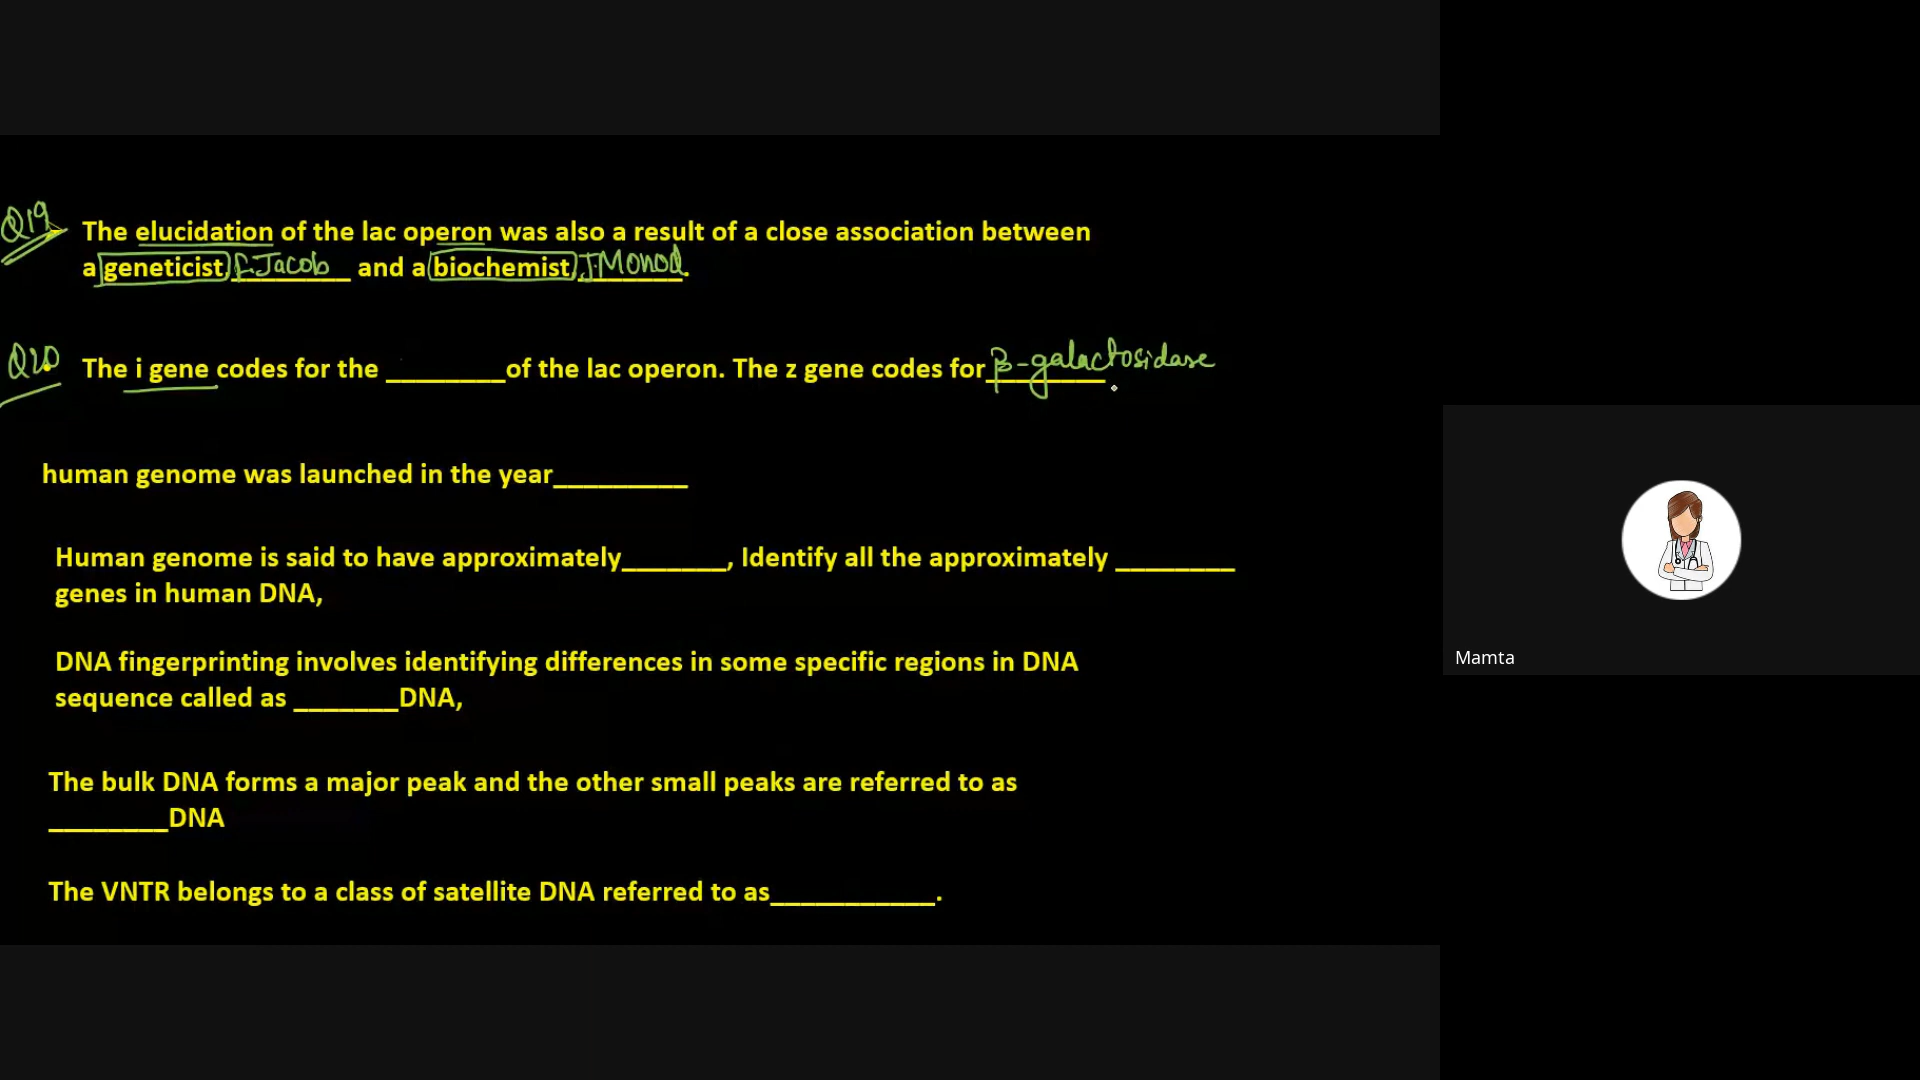 Q19 The elucidation of the lac operon was also a result of a close association between
a geneticist, F.Jacob________ and a biochemist, J.Monod_______.
Q20 The i gene codes for the ________of the lac operon. The z gene codes for________ β-galactosidase
human genome was launched in the year_________
Human genome is said to have approximately_______, Identify all the approximately ________
genes in human DNA,
DNA fingerprinting involves identifying differences in some specific regions in DNA
sequence called as _______DNA,
Mamta
The bulk DNA forms a major peak and the other small peaks are referred to as
________DNA
The VNTR belongs to a class of satellite DNA referred to as___________.